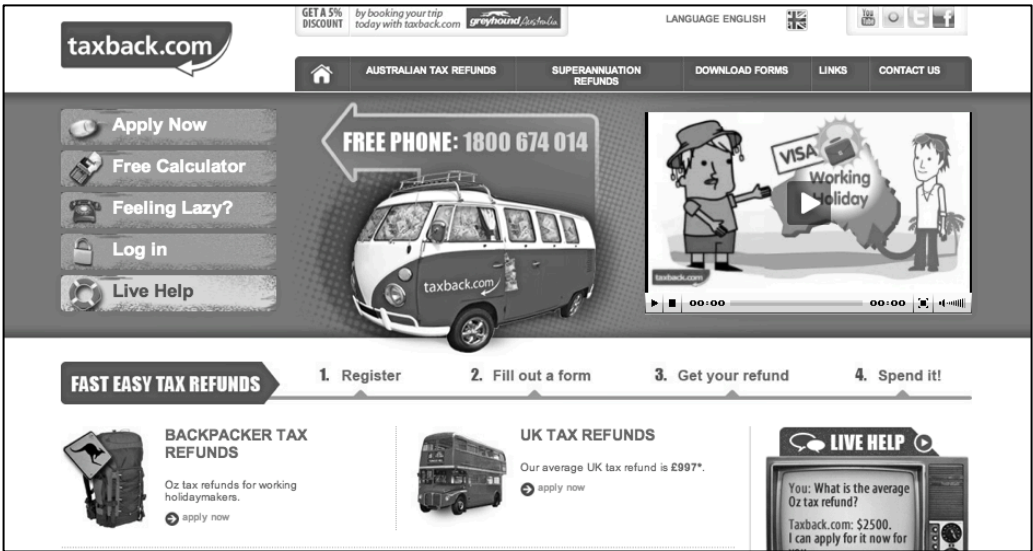 GET A 5% by booking your trip
DISCOUNT today with taxback.com greyhound Australia
LANGUAGE ENGLISH
You
Tube
taxback.com
AUSTRALIAN TAX REFUNDS
SUPERANNUATION
REFUNDS
DOWNLOAD FORMS
LINKS
CONTACT US
Apply Now
Free Calculator
Feeling Lazy?
Log in
Live Help
FREE PHONE: 1800 674 014
taxback.com
VISA
Working
Holiday
taxback.com
00:00
00:00
FAST EASY TAX REFUNDS
1. Register
2. Fill out a form
3. Get your refund
4. Spend it!
BACKPACKER TAX
REFUNDS
Oz tax refunds for working
holidaymakers.
apply now
UK TAX REFUNDS
Our average UK tax refund is £997*.
apply now
LIVE HELP
You: What is the average
Oz tax refund?
Taxback.com: $2500.
I can apply for it now for